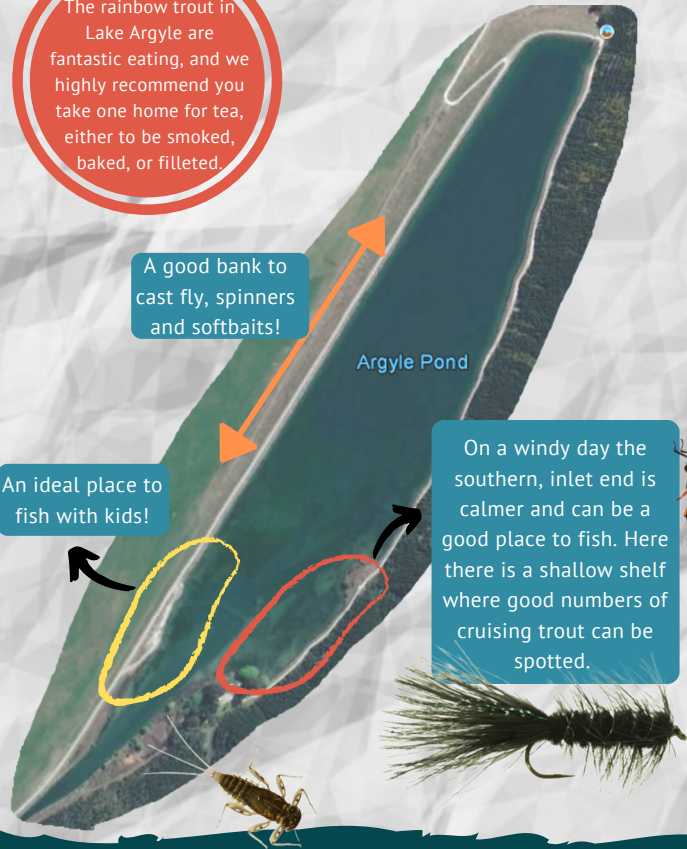 The rainbow trout in
Lake Argyle are
fantastic eating, and we
highly recommend you
take one home for tea,
either to be smoked,
baked, or filleted.
A good bank to
cast fly, spinners
and softbaits!
Argyle Pond
An ideal place to
fish with kids!
On a windy day the
southern, inlet end is
calmer and can be a
good place to fish. Here
there is a shallow shelf
where good numbers of
cruising trout can be
spotted.